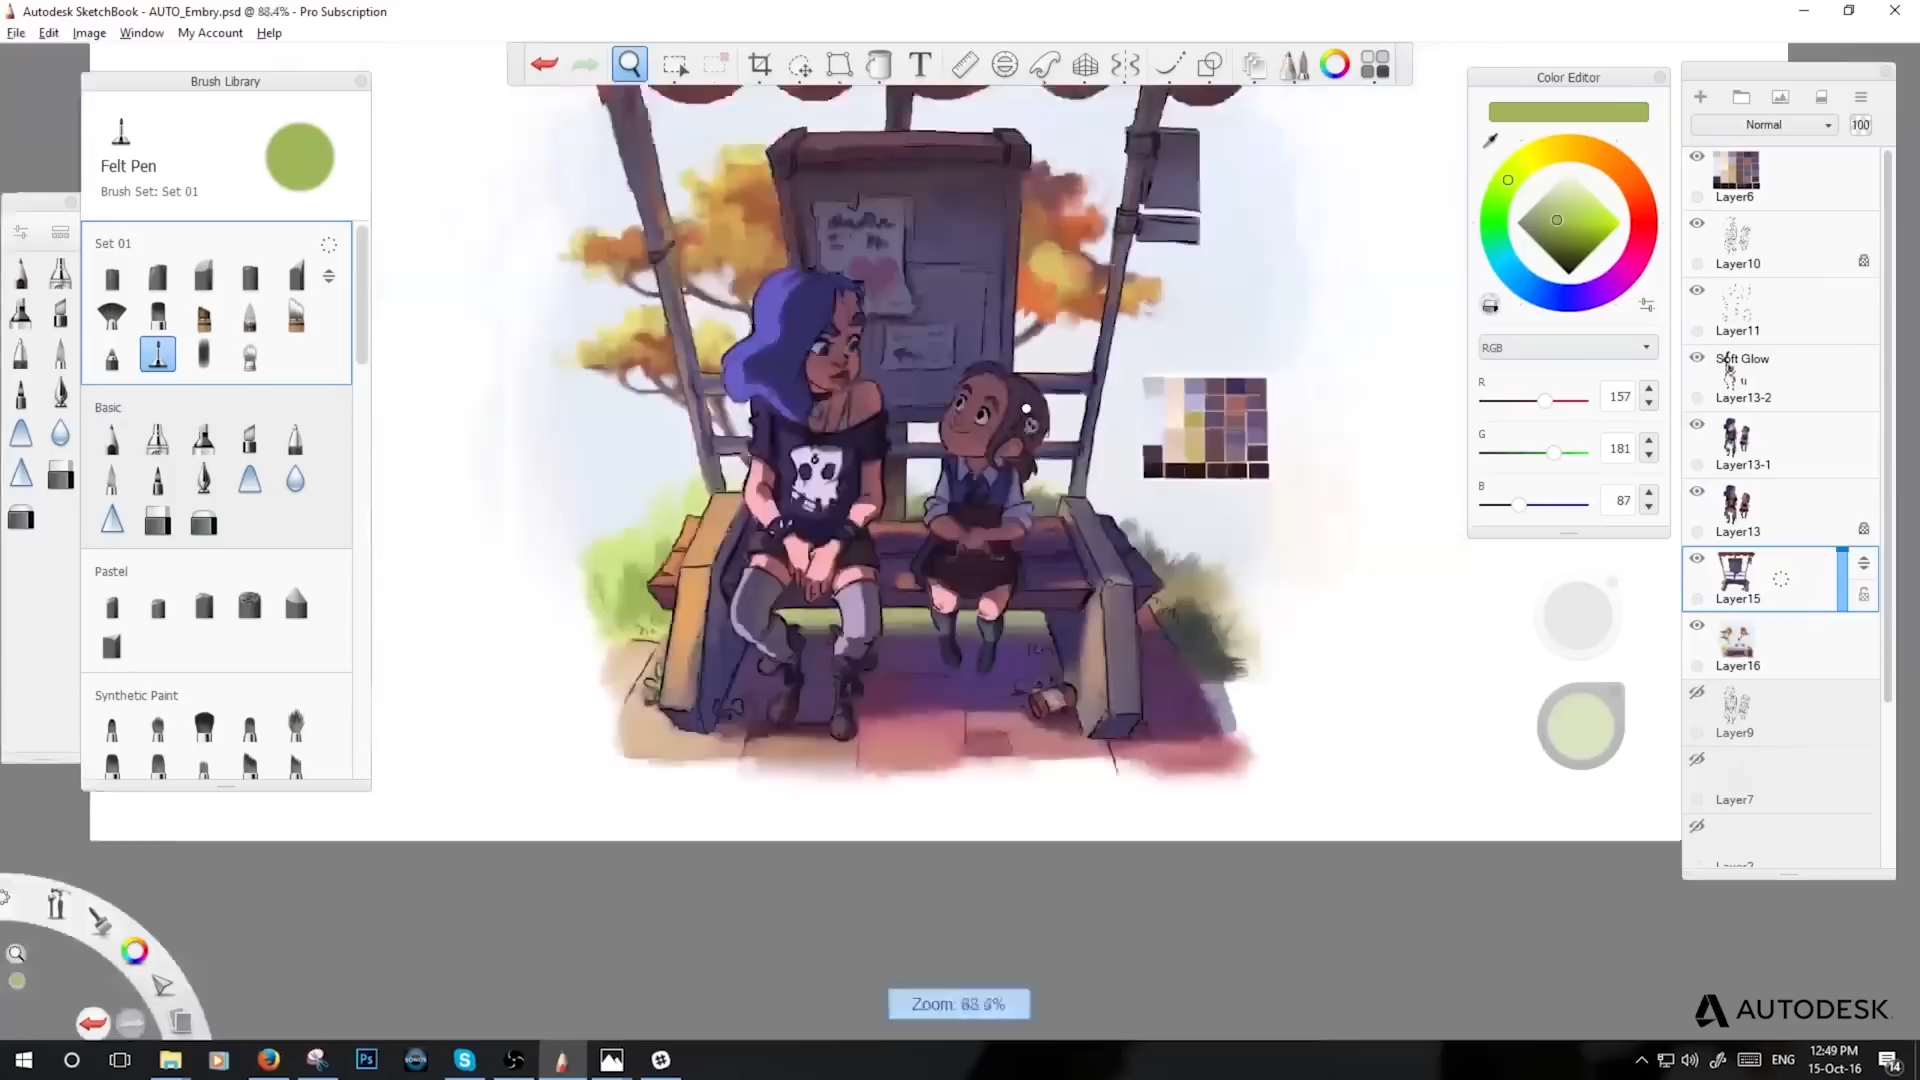 Autodesk SketchBook - AUTO_Embry.psd @ 88.4% - Pro Subscription
File Edit Image Window My Account Help
Brush Library
Felt Pen
Brush Set: Set 01
Set 01
Basic
Pastel
Synthetic Paint
T
Color Editor
RGB
R 157
G 181
B 87
Normal 100
Layer6
Layer10
Layer11
Soft Glow
Layer13-2
Layer13-1
Layer13
Layer15
Layer16
Layer9
Layer7
Zoom:
AUTODESK.
Ps
SONOS
ENG
12:49 PM
15-Oct-16
14